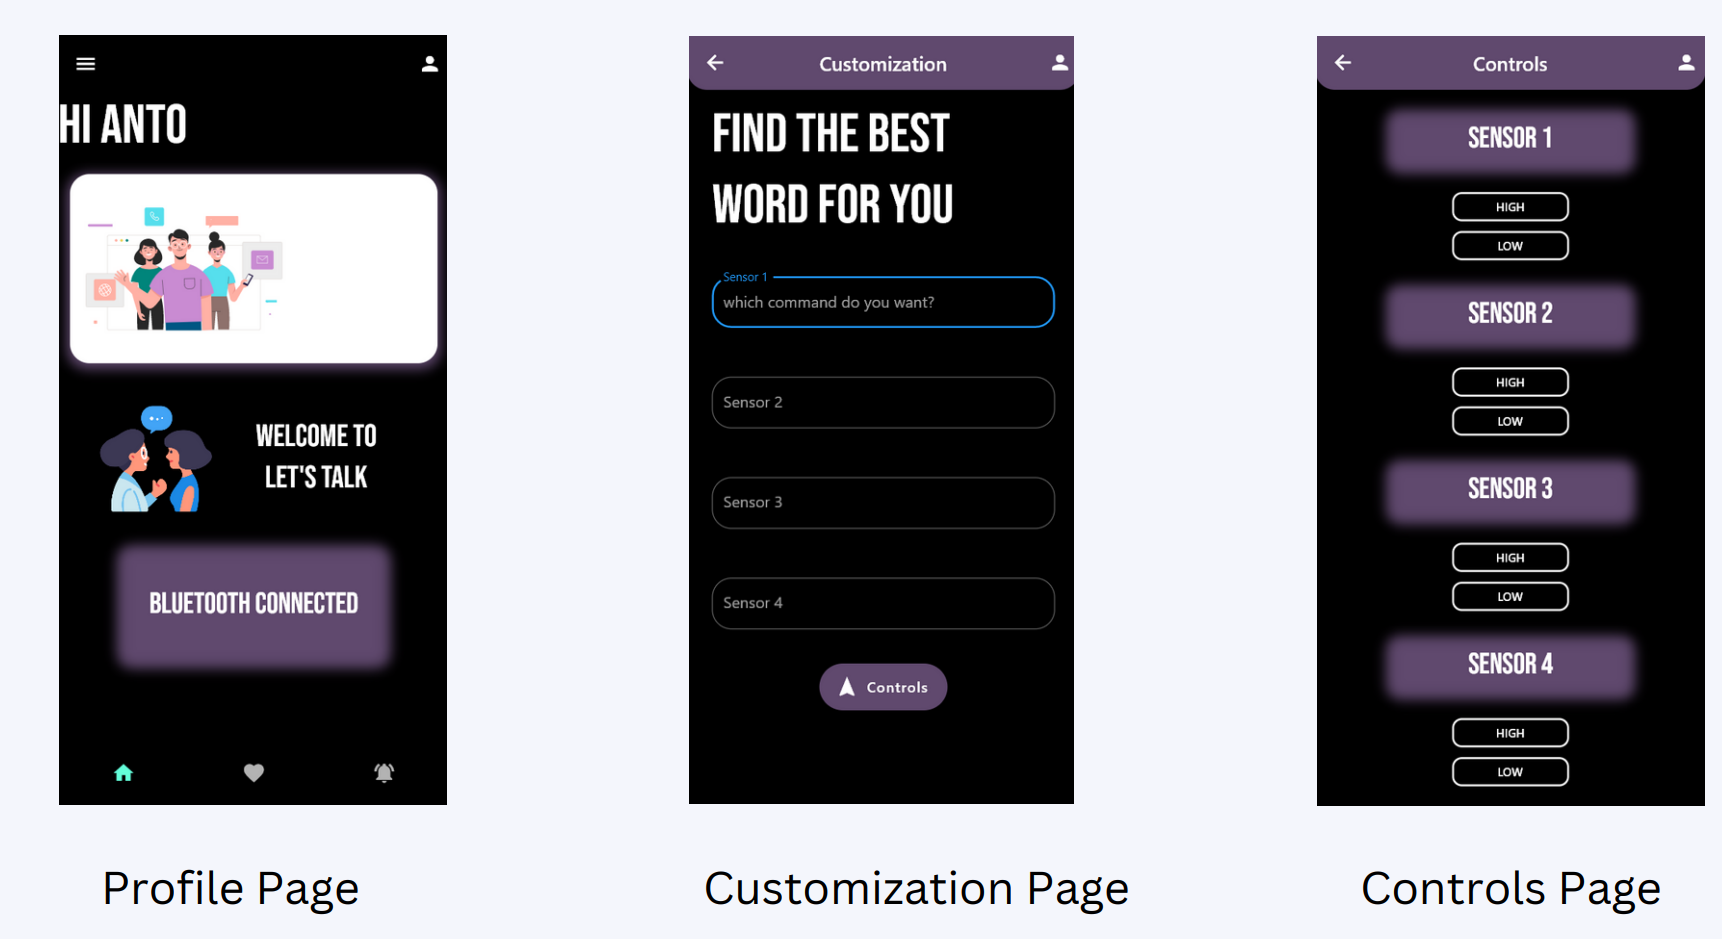 HI ANTO
WELCOME TO
LET'S TALK
BLUETOOTH CONNECTED
Profile Page
Customization
FIND THE BEST
WORD FOR YOU
Sensor 1
which command do you want?
Sensor 2
Sensor 3
Sensor 4
Controls
Customization Page
Controls
SENSOR 1
HIGH
LOW
SENSOR 2
HIGH
LOW
SENSOR 3
HIGH
LOW
SENSOR 4
HIGH
LOW
Controls Page